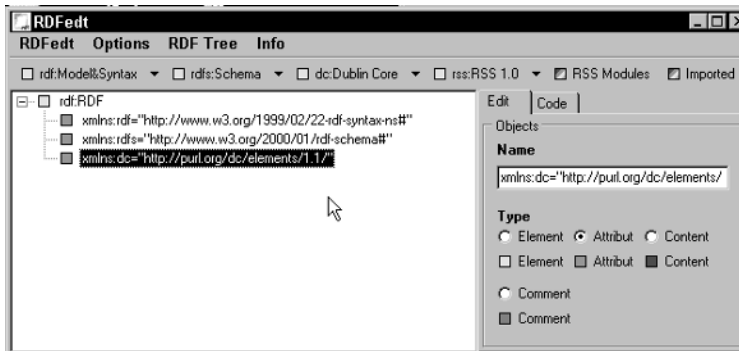 RDFedt
RDFedt Options RDF Tree Info
rdf:Model&Syntax rdfs:Schema dc:Dublin Core rss:RSS 1.0 RSS Modules Imported
rdf:RDF
xmlns:rdf="http://www.w3.org/1999/02/22-rdf-syntax-ns#"
xmlns:rdfs="http://www.w3.org/2000/01/rdf-schema#"
xmlns:dc="http://purl.org/dc/elements/1.1/"
Edit Code
Objects
Name
xmlns:dc="http://purl.org/dc/elements/
Type
Element Attribut Content
Element Attribut Content
Comment
Comment